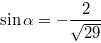 sin α = −2/√29